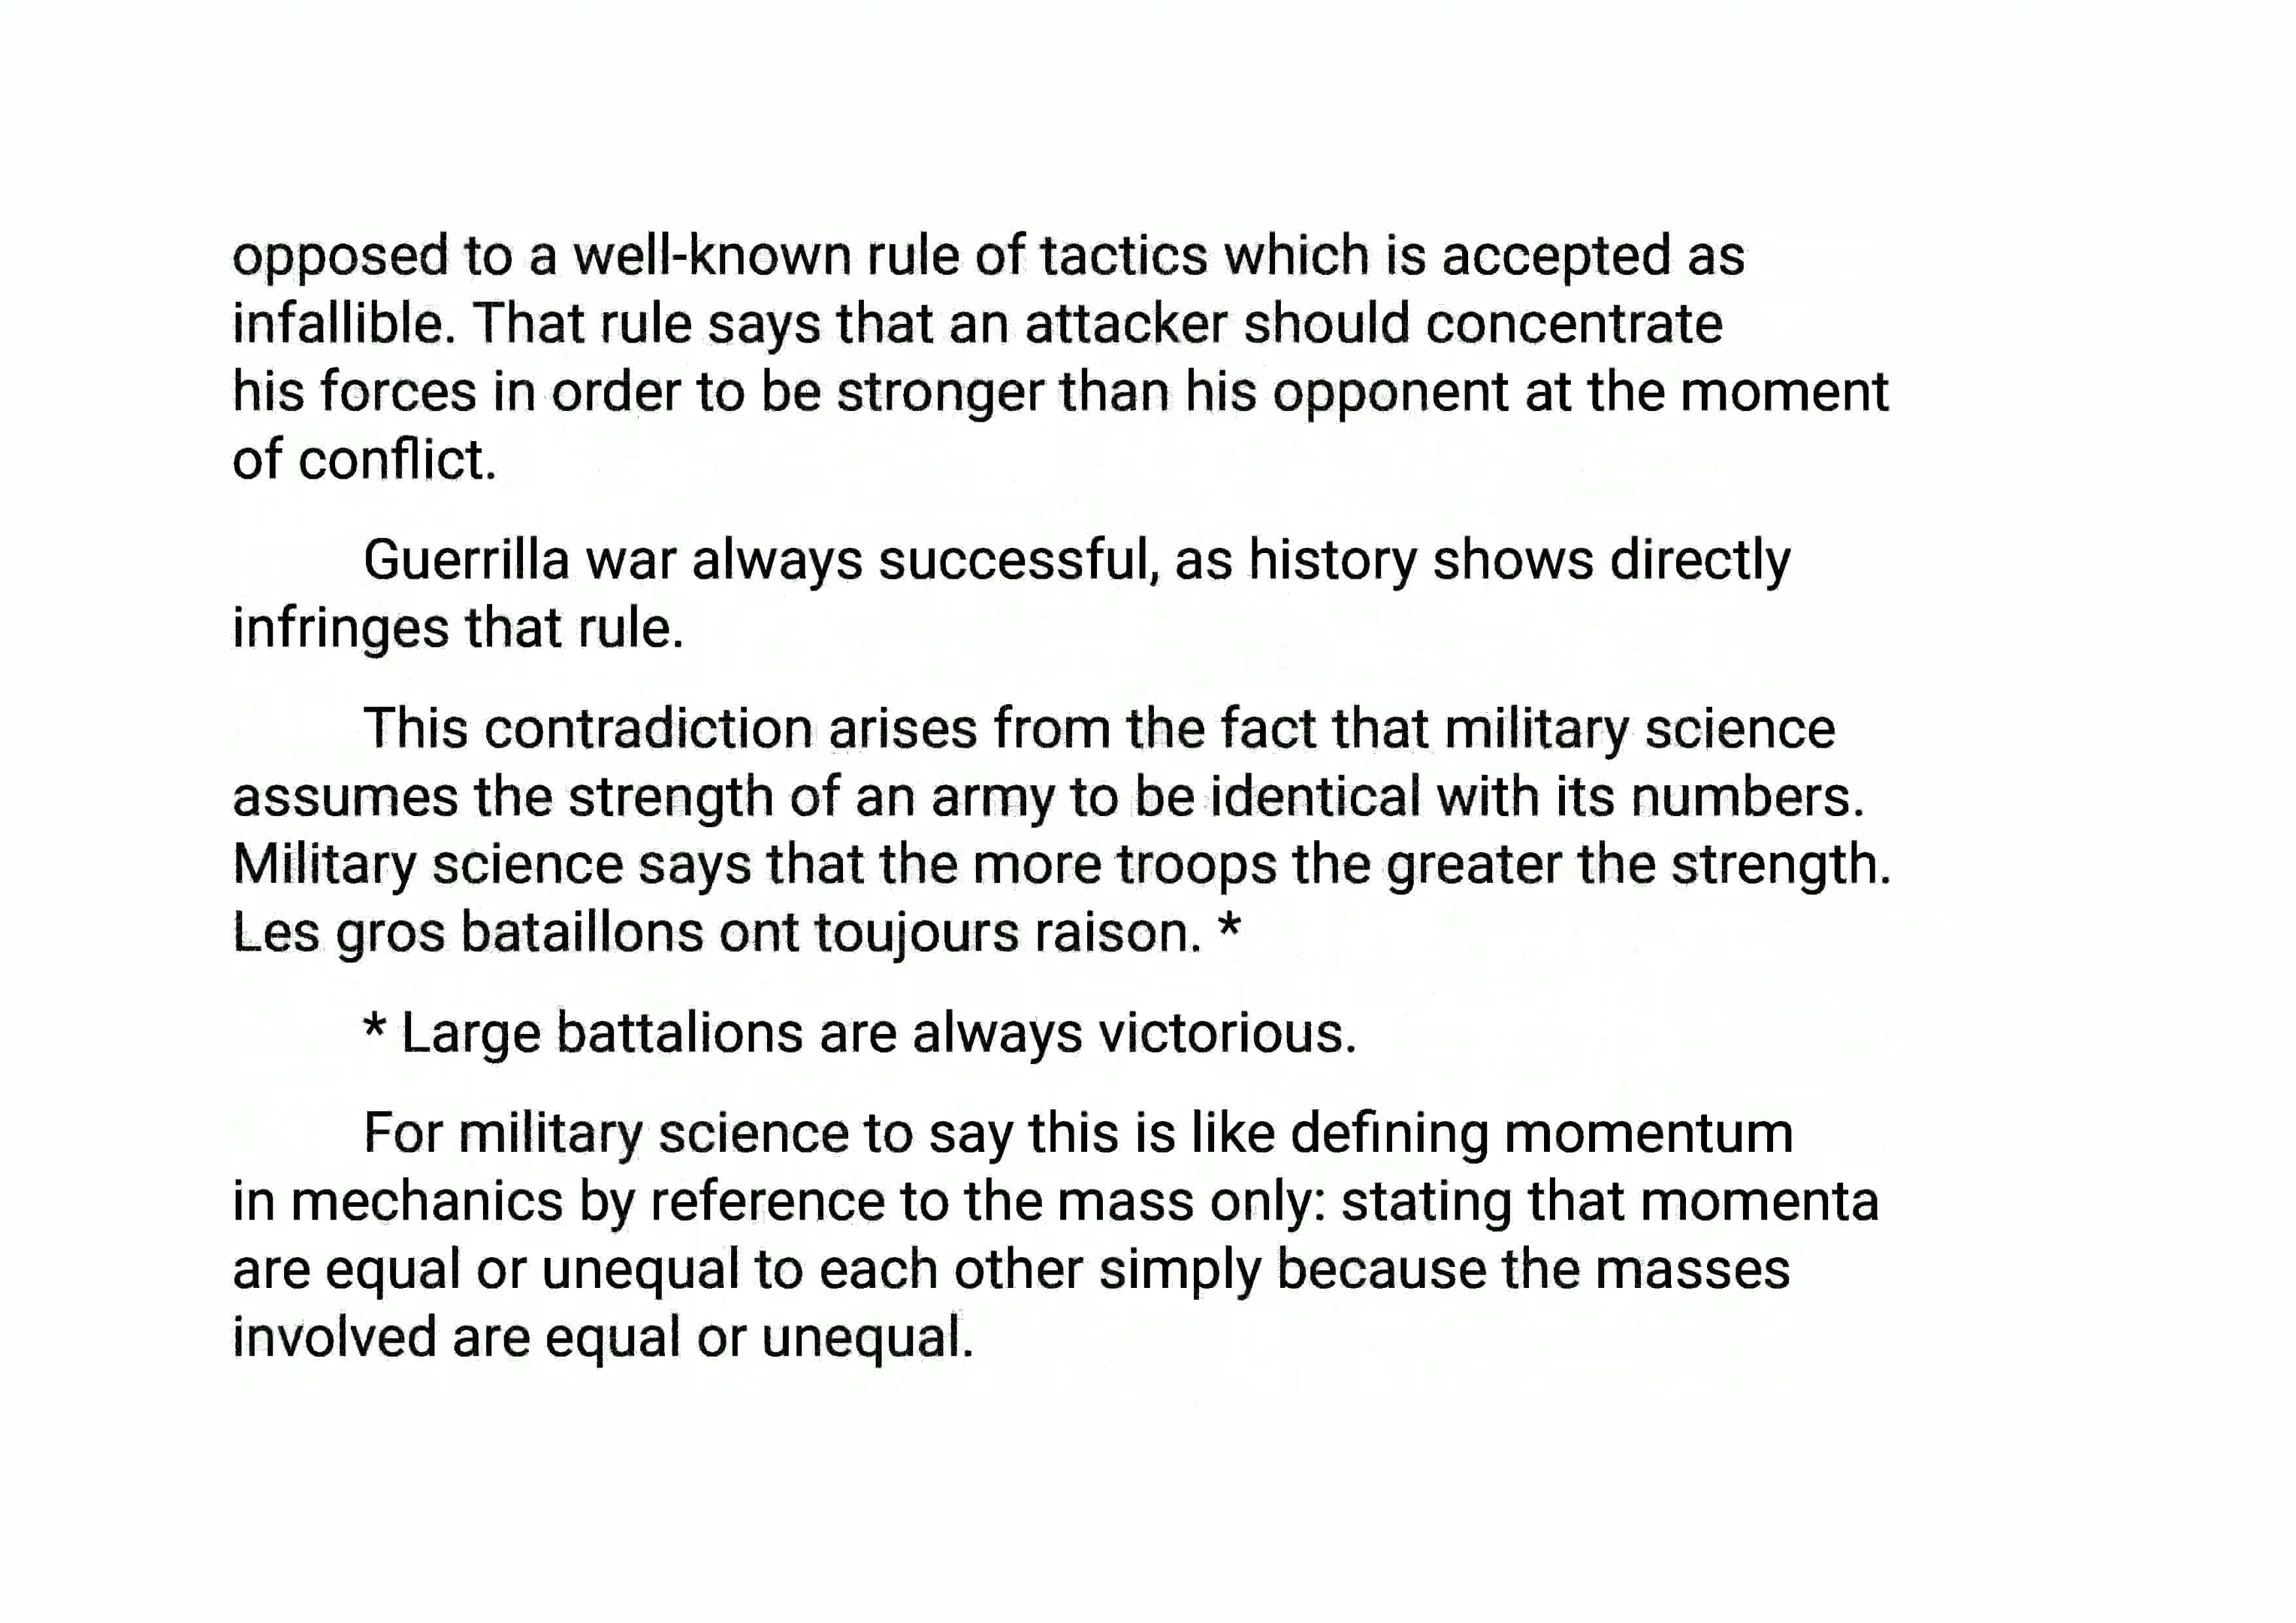 opposed to a well-known rule of tactics which is accepted as
infallible. That rule says that an attacker should concentrate
his forces in order to be stronger than his opponent at the moment
of conflict.
Guerrilla war always successful, as history shows directly
infringes that rule.
This contradiction arises from the fact that military science
assumes the strength of an army to be identical with its numbers.
Military science says that the more troops the greater the strength.
Les gros bataillons ont toujours raison. *
* Large battalions are always victorious.
For military science to say this is like defining momentum
in mechanics by reference to the mass only: stating that momenta
are equal or unequal to each other simply because the masses
involved are equal or unequal.